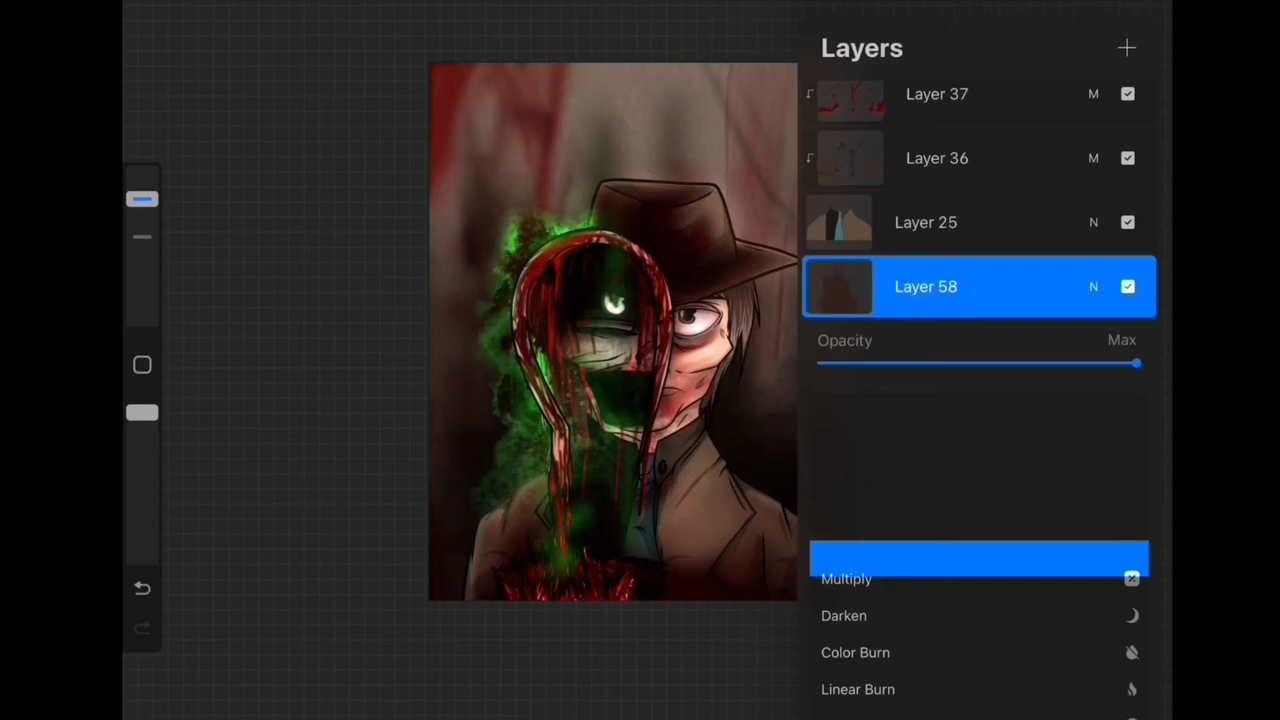 Layers
Layer 37 M
Layer 36 M
Layer 25 N
Layer 58 N
Opacity Max
Multiply
Darken
Color Burn
Linear Burn